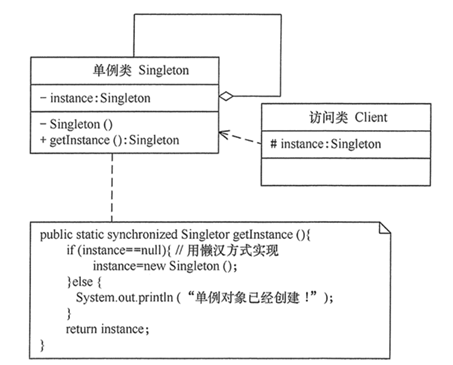 单例类 Singleton
- instance:Singleton
- Singleton ()
+ getInstance ():Singleton
访问类 Client
# instance:Singleton
public static synchronized Singletor getInstance (){
if (instance==null){ // 用懒汉方式实现
instance=new Singleton ();
}else {
System.out.println (“单例对象已经创建！”);
}
return instance;
}